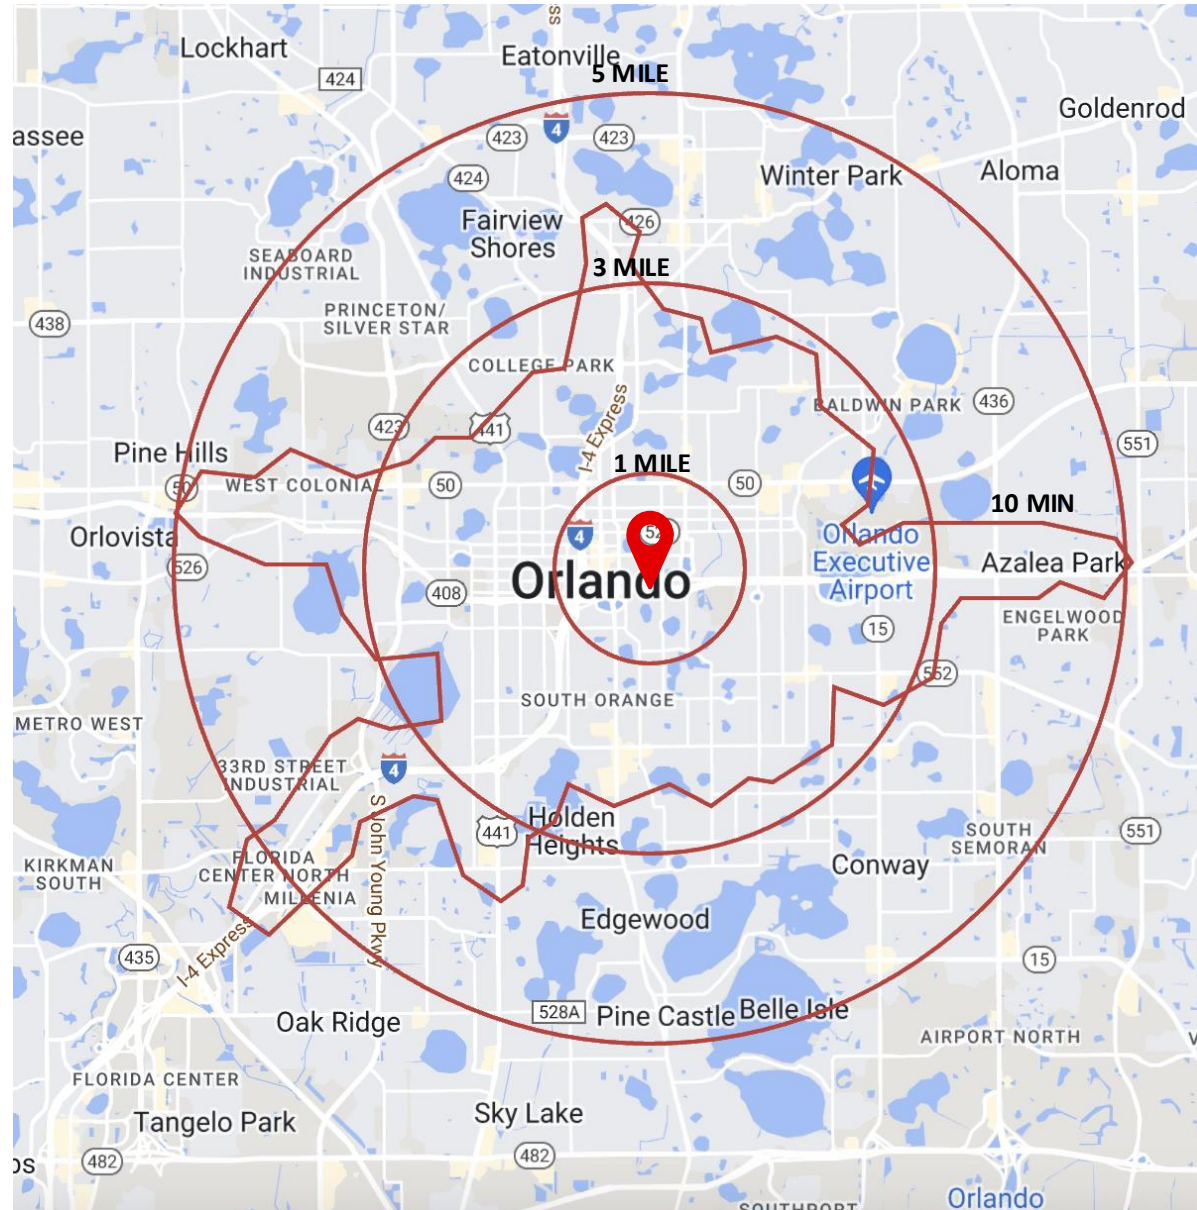 ss
Lockhart
Eatonville
424
5 MILE
Goldenrod
assee
4
423
423
Winter Park
Aloma
424
Fairview
Shores
426
SEABOARD
INDUSTRIAL
3 MILE
PRINCETON/
SILVER STAR
438
COLLEGE PARK
I-4 Express
BALDWIN PARK
436
423
441
551
Pine Hills
1 MILE
50
WEST COLONIAL
50
50
10 MIN
Orlovista
4
Orlando
Executive
Airport
Azalea Park
526
Orlando
408
15
ENGELWOOD
PARK
552
SOUTH ORANGE
METRO WEST
33RD STREET
INDUSTRIAL
4
S John Young Pkwy
441
Holden
Heights
SOUTH
SEMORAN
551
KIRKMAN
SOUTH
FLORIDA
CENTER NORTH
MILLENIA
Conway
Edgewood
I-4 Express
435
15
528A
Pine Castle
Belle Isle
Oak Ridge
AIRPORT NORTH
FLORIDA CENTER
Tangelo Park
Sky Lake
482
482
Orlando